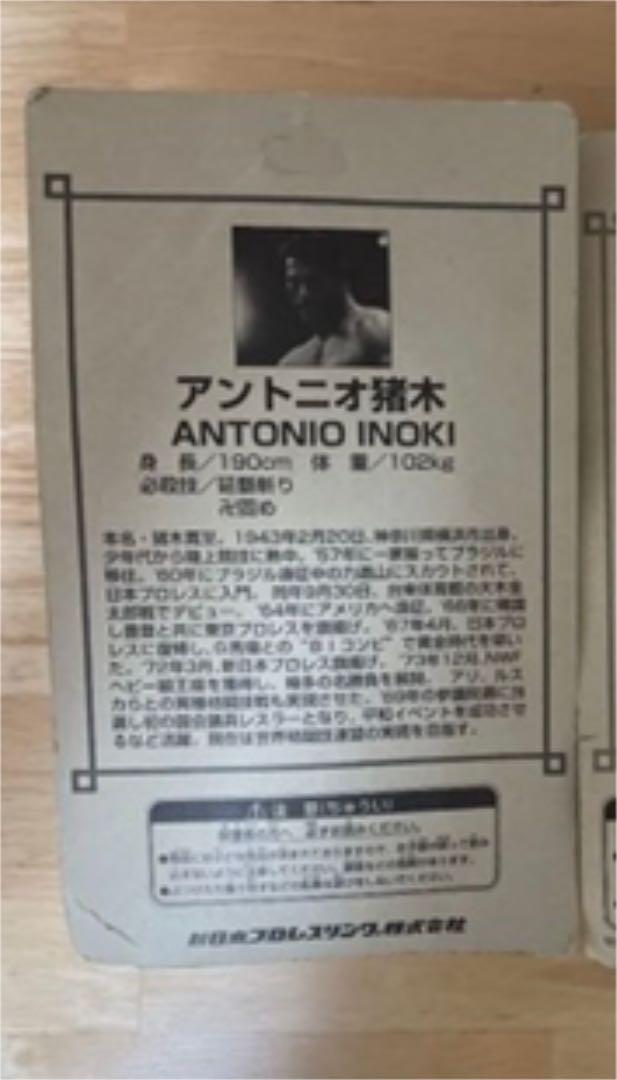 アントニオ猪木
ANTONIO INOKI
身 長／190cm 体 重／102kg
必殺技／延髄斬り
卍固め
本名・猪木寛至。1943年2月20日、神奈川県横浜市出身。
少年代から陸上競技に熱中。'57年に一家揃ってブラジルに
移住。'60年にブラジル遠征中の力道山にスカウトされて、
日本プロレスに入門。同年9月30日、台東体育館の大木金
太郎戦でデビュー。'64年にアメリカへ遠征。'66年に帰国
し豊登と共に東京プロレスを旗揚げ。'67年4月、日本プロ
レスに復帰し、G馬場との“BIコンビ”で黄金時代を築い
た。'72年3月、新日本プロレス旗揚げ。'73年12月、NWF
ヘビー級王座を獲得し、幾多の名勝負を展開。アリ、ルス
カらとの異種格闘技戦も実現させた。'89年の参議院選に当
選し初の国会議員レスラーとなり、平和イベントを成功させ
るなど活躍。現在は世界格闘技連盟の実現を目指す。
必ずお読みください。
新日本プロレスリング株式会社